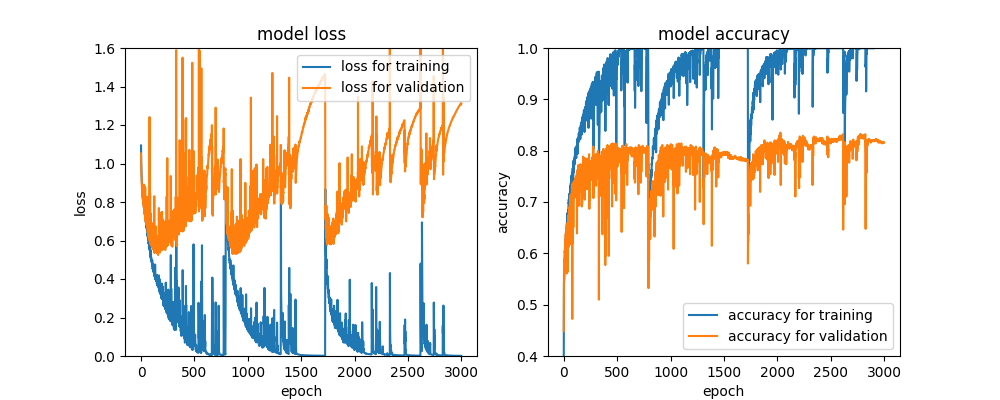 model loss
loss
1.6
1.4
1.2
1.0
0.8
0.6
0.4
0.2
0.0
loss for training
loss for validation
0 500 1000 1500 2000 2500 3000
epoch
model accuracy
accuracy
1.0
0.9
0.8
0.7
0.6
0.5
0.4
accuracy for training
accuracy for validation
0 500 1000 1500 2000 2500 3000
epoch